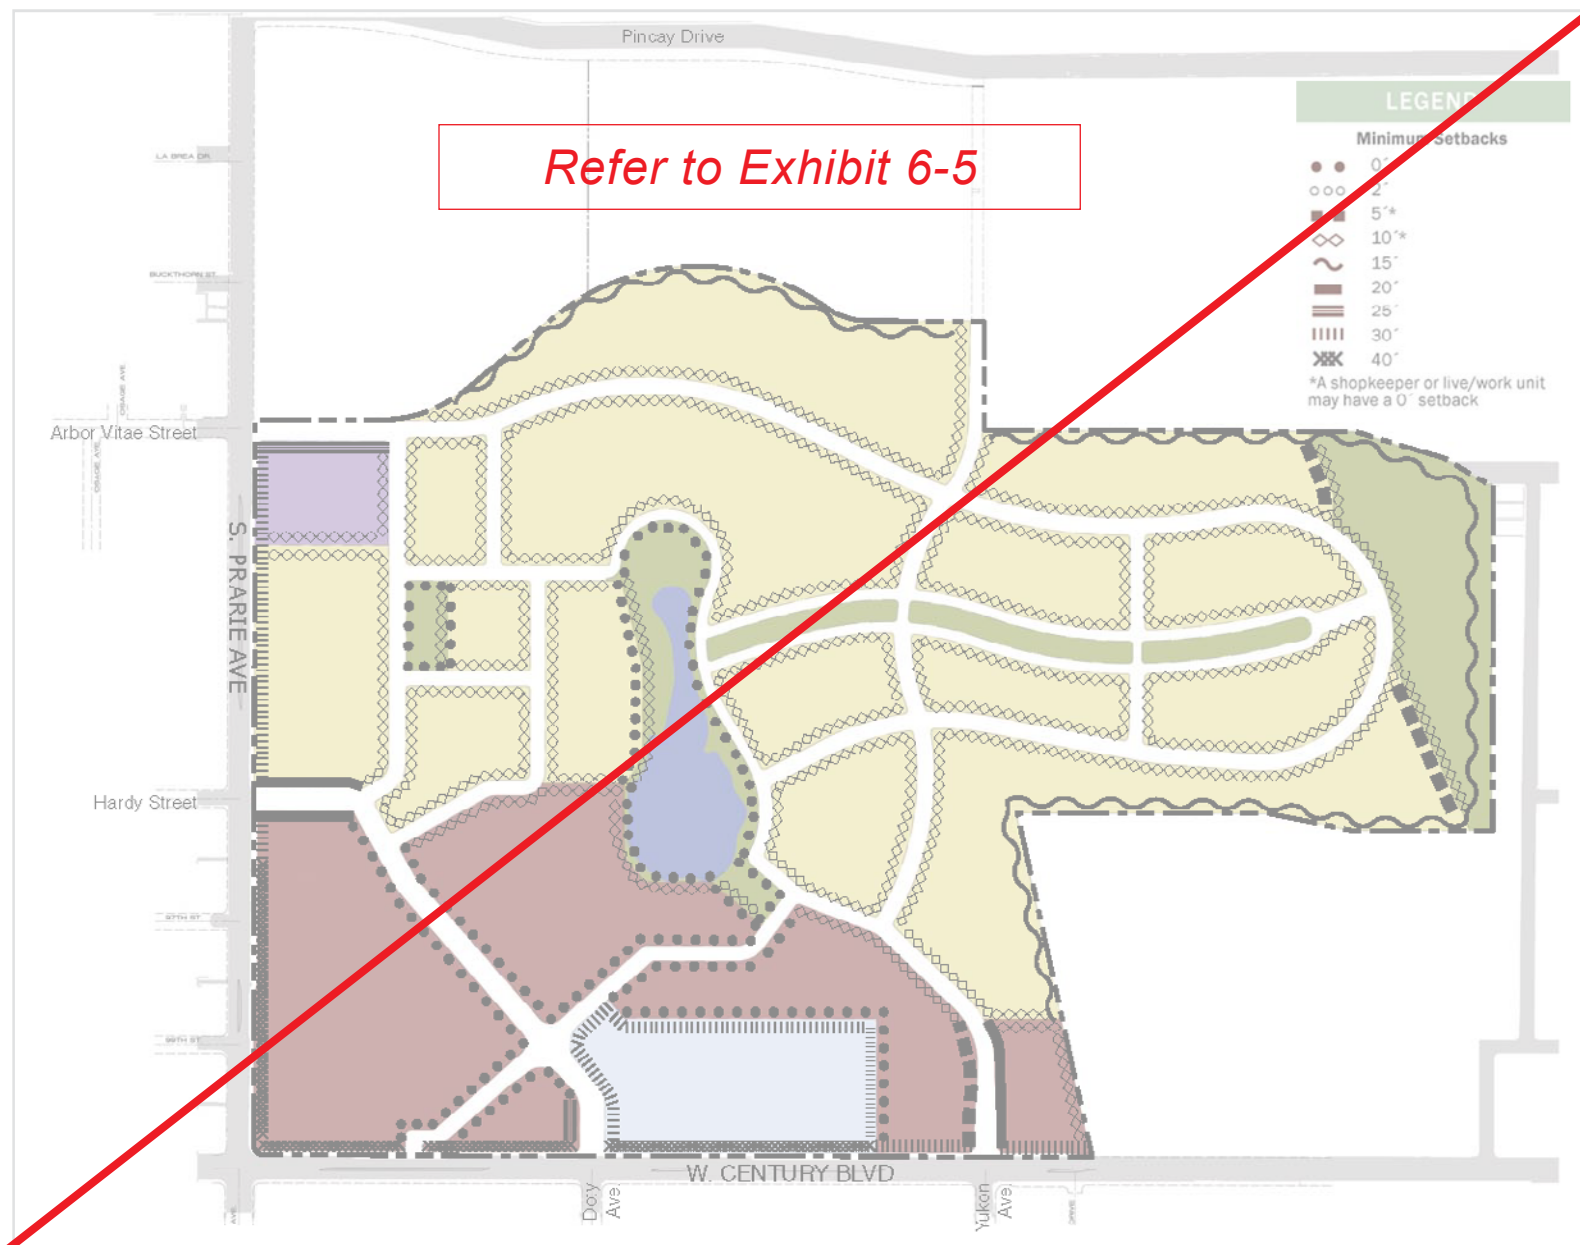 Pincay Drive
LEGEND
Minimum Setbacks
0´
2´
5´*
10´*
15´
20´
25´
30´
40´
*A shopkeeper or live/work unit
may have a 0´ setback
Refer to Exhibit 6-5
LA BREA DR.
BUCKTHORN ST.
OSAGE AVE.
Arbor Vitae Street
OSAGE AVE.
S. PRARIE AVE
Hardy Street
97TH ST.
99TH ST.
W. CENTURY BLVD
Doty
Ave.
Yukon
Ave.
AVE.
DRIVE